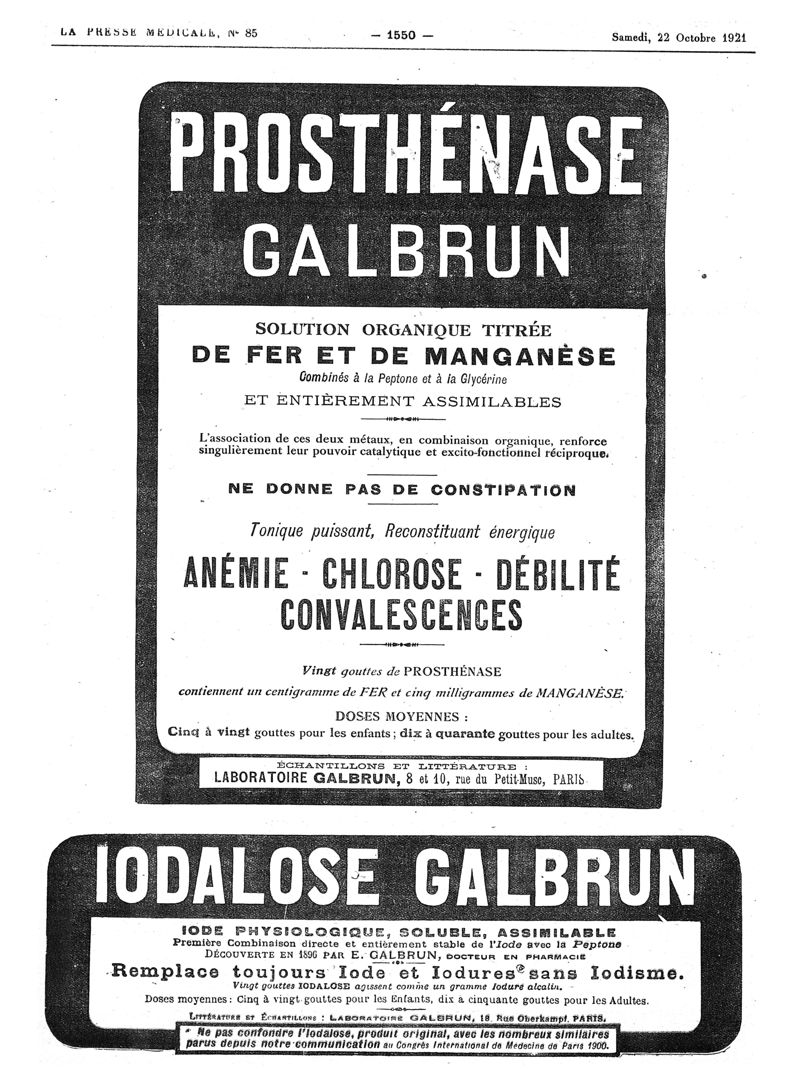 LA PRESSE MEDICALE, N° 85
— 1550 —
Samedi, 22 Octobre 1921
PROSTHÉNASE
GALBRUN
SOLUTION ORGANIQUE TITRÉE
DE FER ET DE MANGANÈSE
Combinés à la Peptone et à la Glycérine
ET ENTIÈREMENT ASSIMILABLES
L'association de ces deux métaux, en combinaison organique, renforce
singulièrement leur pouvoir catalytique et excito-fonctionnel réciproque.
NE DONNE PAS DE CONSTIPATION
Tonique puissant, Reconstituant énergique
ANÉMIE - CHLOROSE - DÉBILITÉ
CONVALESCENCES
Vingt gouttes de PROSTHÉNASE
contiennent un centigramme de FER et cinq milligrammes de MANGANÈSE.
DOSES MOYENNES :
Cinq à vingt gouttes pour les enfants ; dix à quarante gouttes pour les adultes.
ÉCHANTILLONS ET LITTÉRATURE :
LABORATOIRE GALBRUN, 8 et 10, rue du Petit-Musc, PARIS
IODALOSE GALBRUN
IODE PHYSIOLOGIQUE, SOLUBLE, ASSIMILABLE
Première Combinaison directe et entièrement stable de l'Iode avec la Peptone
DÉCOUVERTE EN 1896 PAR E. GALBRUN, DOCTEUR EN PHARMACIE
Remplace toujours Iode et Iodures sans Iodisme.
Vingt gouttes IODALOSE agissent comme un gramme Iodure alcalin.
Doses moyennes : Cinq à vingt gouttes pour les Enfants, dix a cinquante gouttes pour les Adultes.
LITTÉRATURE ET ÉCHANTILLONS : LABORATOIRE GALBRUN, 18, Rue Oberkampf, PARIS.
* Ne pas confondre l'Iodalose, produit original, avec les nombreux similaires
parus depuis notre communication au Congrès International de Médecine de Paris 1900.